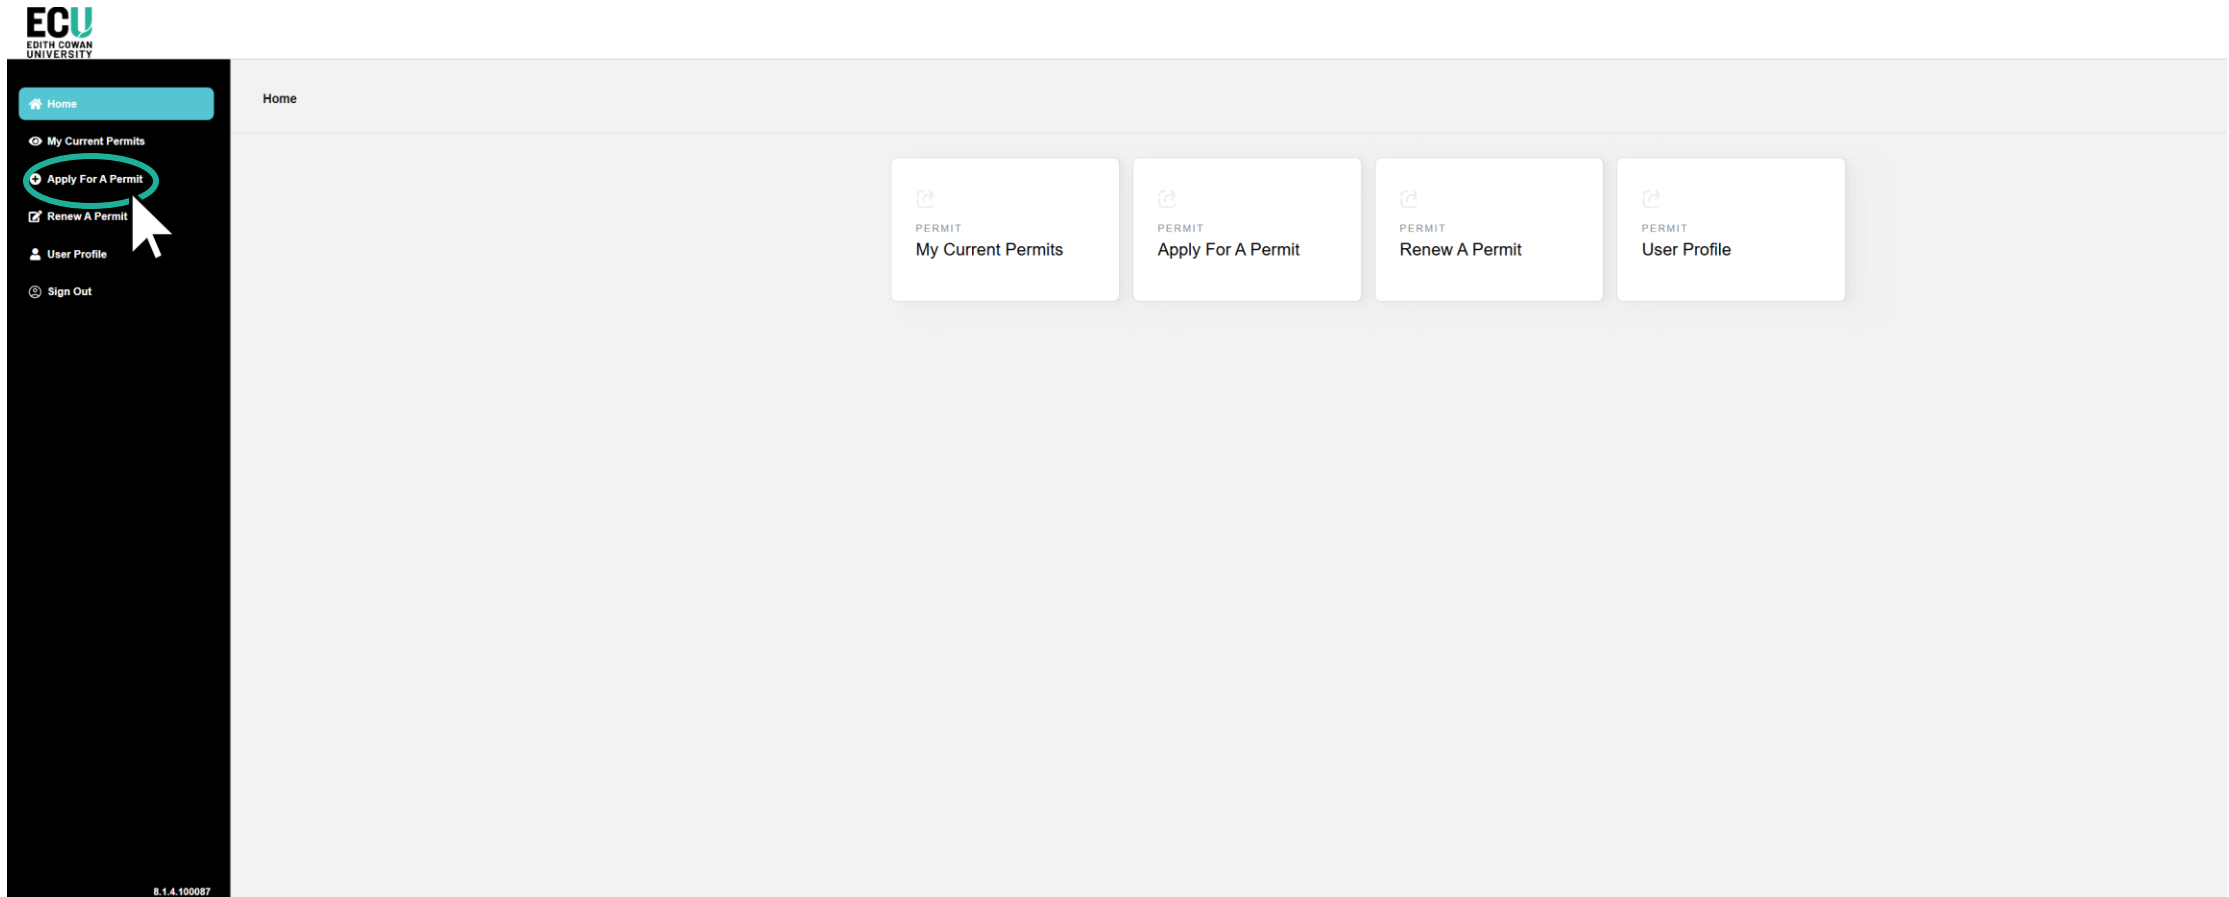 ECU
EDITH COWAN
UNIVERSITY
Home
My Current Permits
Apply For A Permit
Renew A Permit
User Profile
Sign Out
8.1.4.100087
Home
PERMIT
My Current Permits
PERMIT
Apply For A Permit
PERMIT
Renew A Permit
PERMIT
User Profile